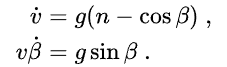 v̇ = g(n − cos β) ,
vβ̇ = g sin β .